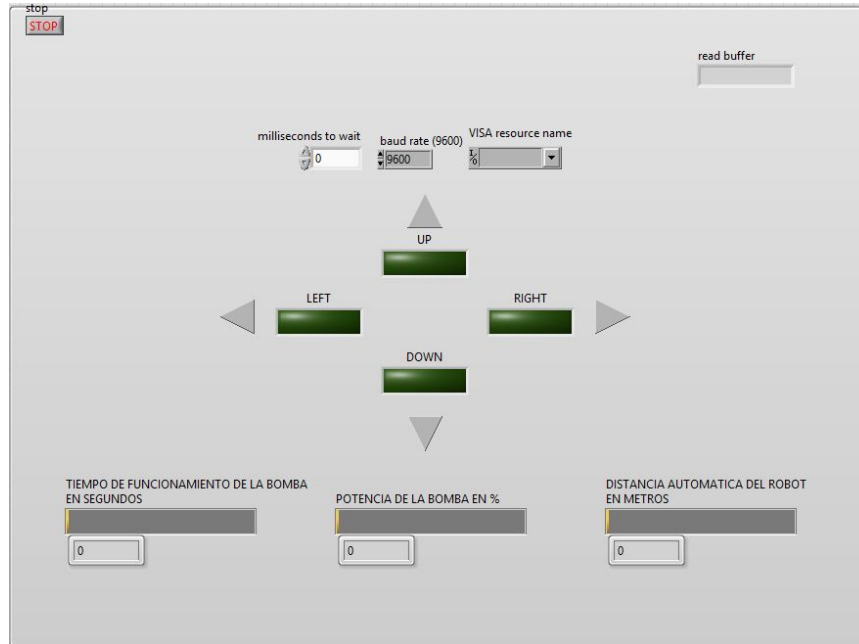 stop
STOP
read buffer
milliseconds to wait
0
baud rate (9600)
9600
VISA resource name
I/O
UP
LEFT
RIGHT
DOWN
TIEMPO DE FUNCIONAMIENTO DE LA BOMBA
EN SEGUNDOS
0
POTENCIA DE LA BOMBA EN %
0
DISTANCIA AUTOMATICA DEL ROBOT
EN METROS
0